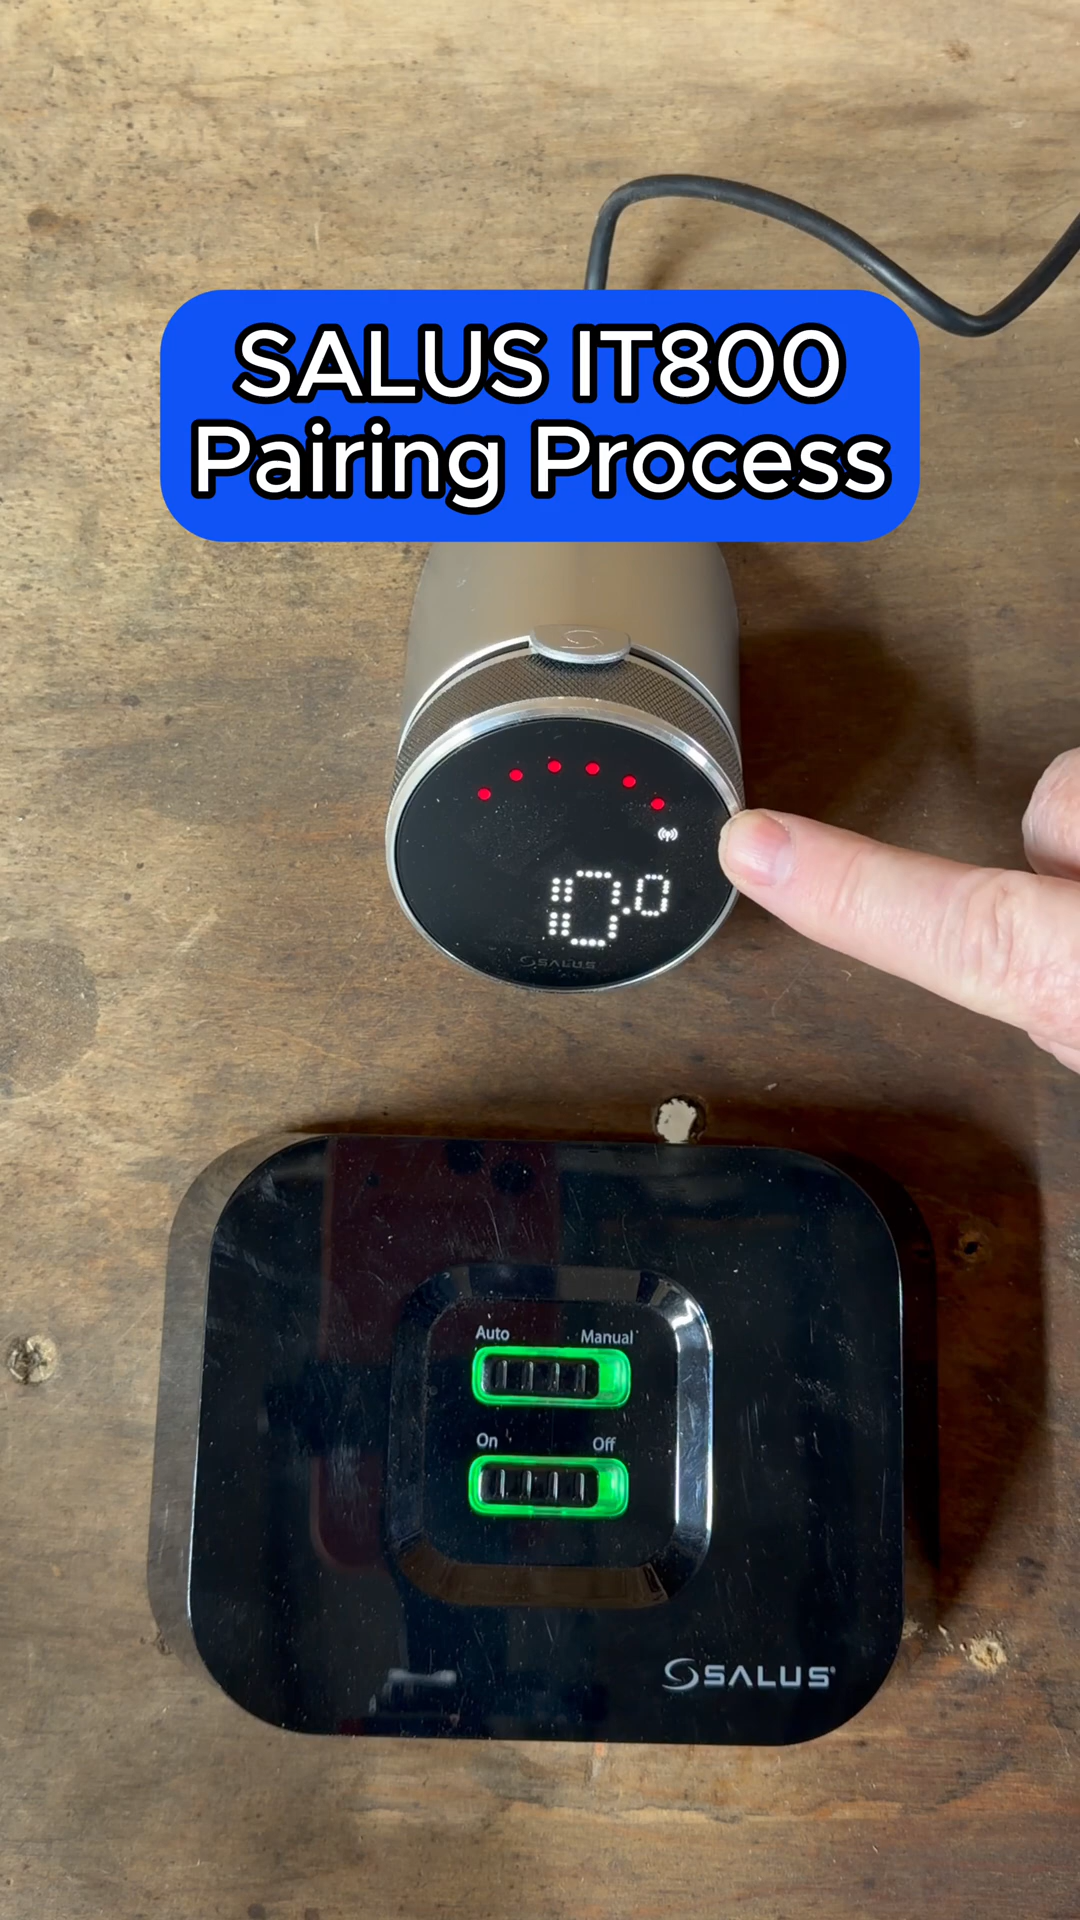 SALUS IT800
Pairing Process
10.0
SALUS
Auto Manual
On Off
SALUS